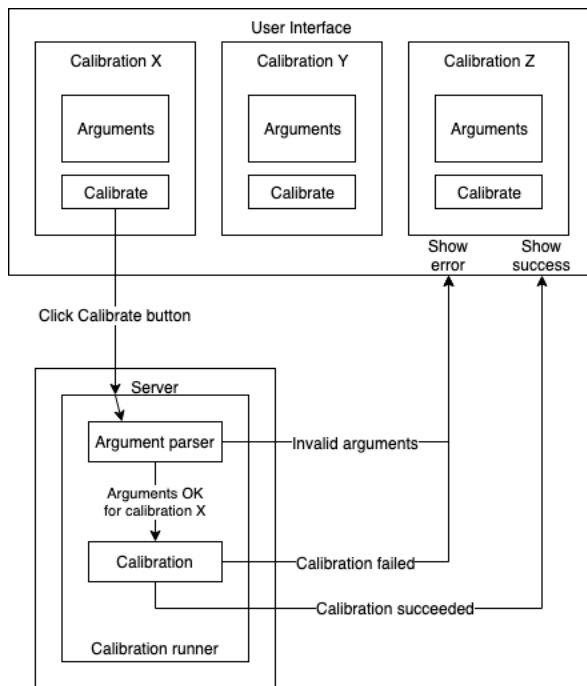 User Interface
Calibration X
Calibration Y
Calibration Z
Arguments
Arguments
Arguments
Calibrate
Calibrate
Calibrate
Show
error
Show
success
Click Calibrate button
Server
Argument parser
Invalid arguments
Arguments OK
for calibration X
Calibration
Calibration failed
Calibration succeeded
Calibration runner